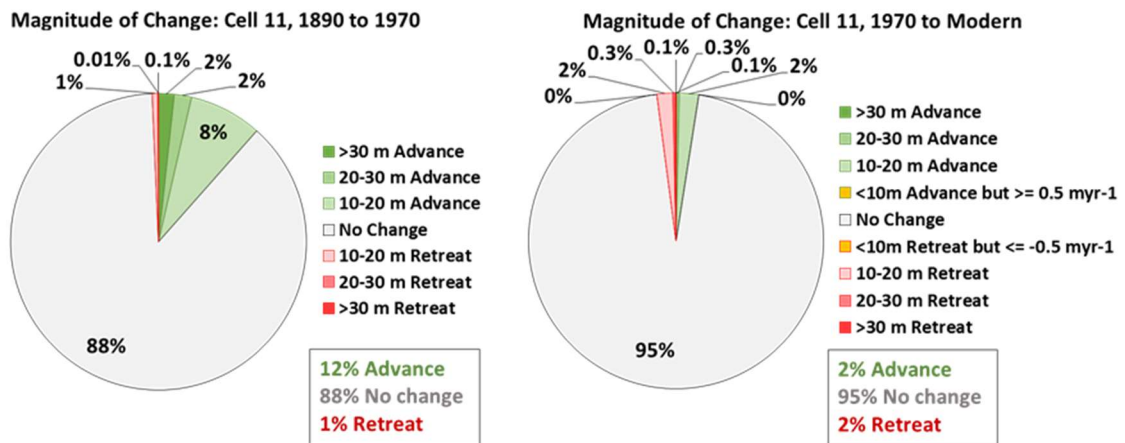 Magnitude of Change: Cell 11, 1890 to 1970
0.01%
0.1%
2%
1%
2%
8%
88%
>30 m Advance
20-30 m Advance
10-20 m Advance
No Change
10-20 m Retreat
20-30 m Retreat
>30 m Retreat
12% Advance
88% No change
1% Retreat
Magnitude of Change: Cell 11, 1970 to Modern
0.3%
0.1%
0.3%
2%
0.1%
2%
0%
0%
95%
>30 m Advance
20-30 m Advance
10-20 m Advance
<10m Advance but >= 0.5 myr-1
No Change
<10m Retreat but <= -0.5 myr-1
10-20 m Retreat
20-30 m Retreat
>30 m Retreat
2% Advance
95% No change
2% Retreat